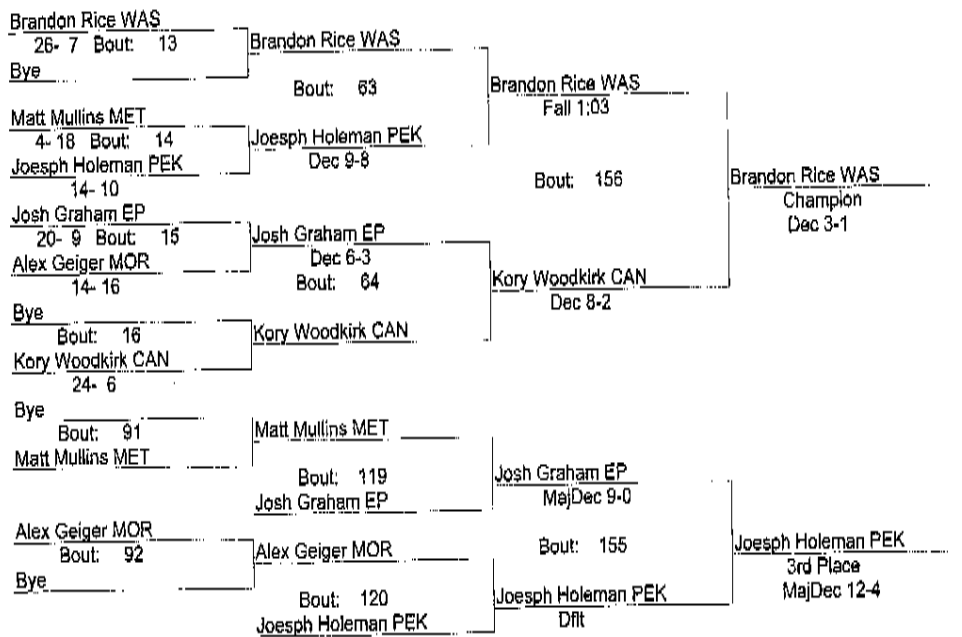 Brandon Rice WAS
26- 7 Bout: 13
Bye
Brandon Rice WAS
Bout: 63
Matt Mullins MET
4- 18 Bout: 14
Joesph Holeman PEK
14- 10
Joesph Holeman PEK
Dec 9-8
Brandon Rice WAS
Fall 1:03
Josh Graham EP
20- 9 Bout: 15
Alex Geiger MOR
14- 16
Josh Graham EP
Dec 6-3
Bout: 64
Bye
Bout: 16
Kory Woodkirk CAN
24- 6
Kory Woodkirk CAN
Kory Woodkirk CAN
Dec 8-2
Bout: 156
Brandon Rice WAS
Champion
Dec 3-1
Bye
Bout: 91
Matt Mullins MET
Matt Mullins MET
Bout: 119
Josh Graham EP
Josh Graham EP
MajDec 9-0
Alex Geiger MOR
Bout: 92
Bye
Alex Geiger MOR
Bout: 120
Joesph Holeman PEK
Joesph Holeman PEK
Dflt
Bout: 155
Joesph Holeman PEK
3rd Place
MajDec 12-4